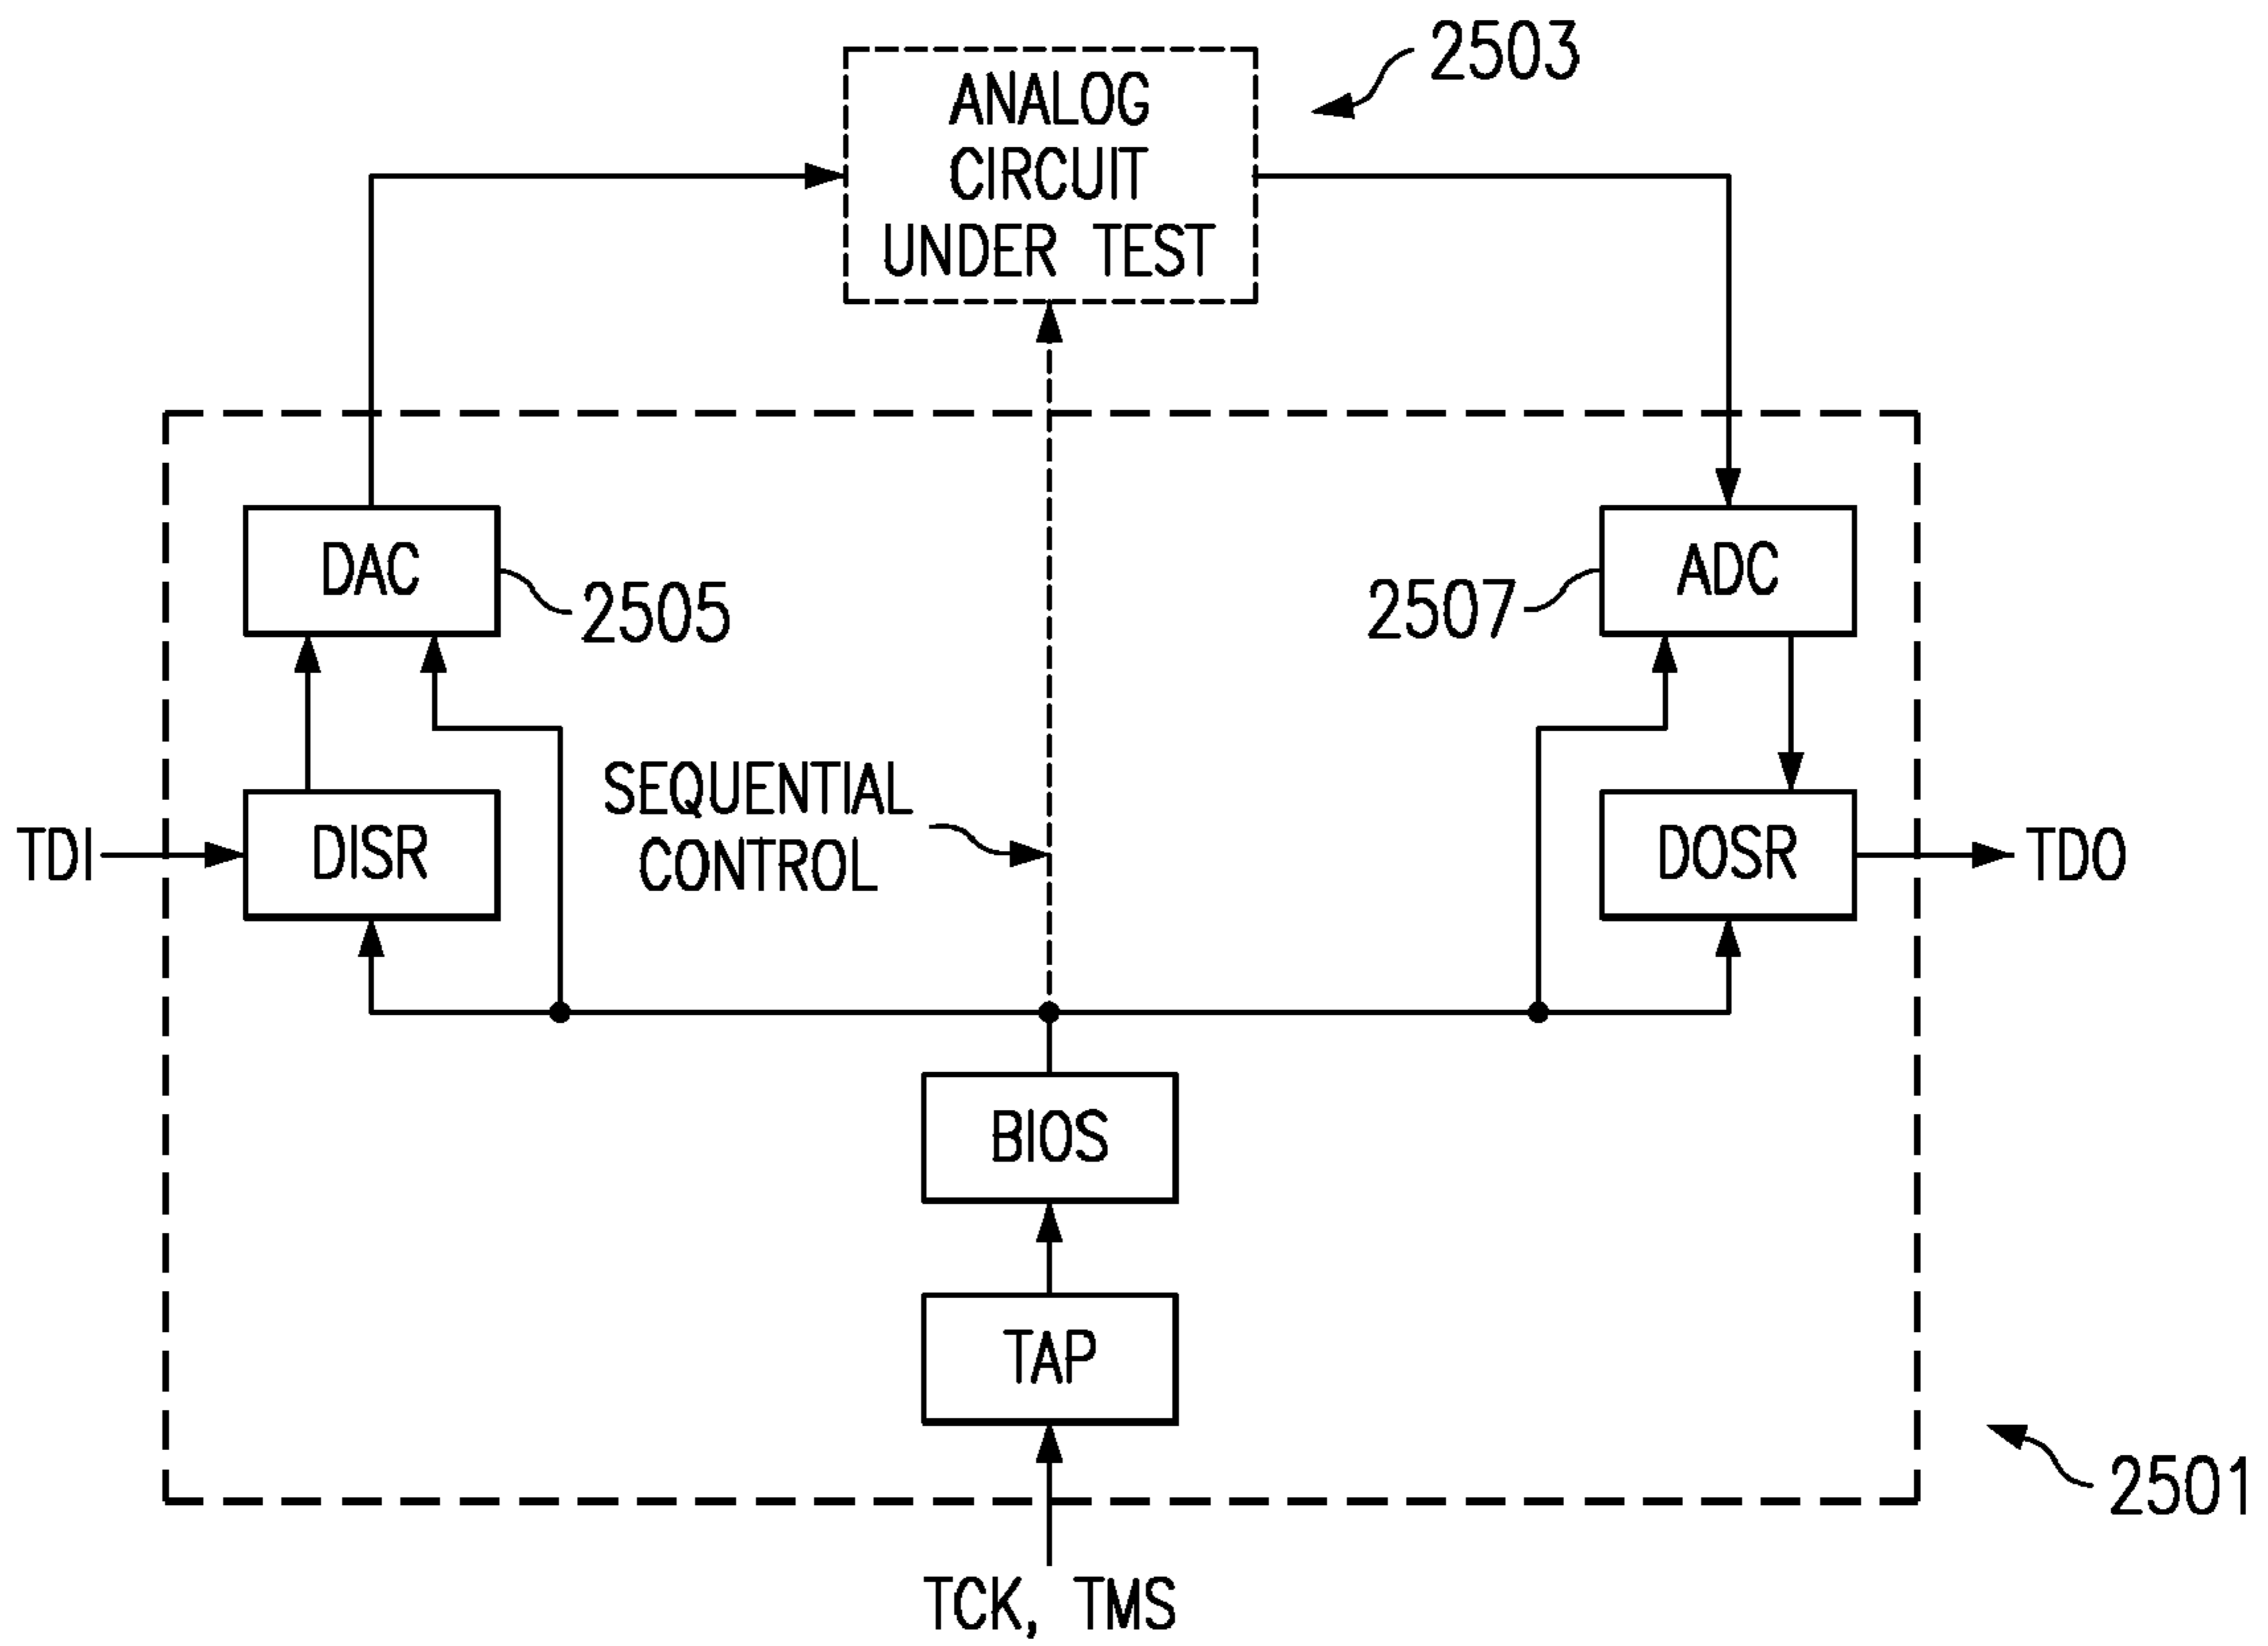 2503
ANALOG
CIRCUIT
UNDER TEST
DAC
2505
2507
ADC
SEQUENTIAL
CONTROL
TDI
DISR
DOSR
TDO
BIOS
TAP
2501
TCK, TMS